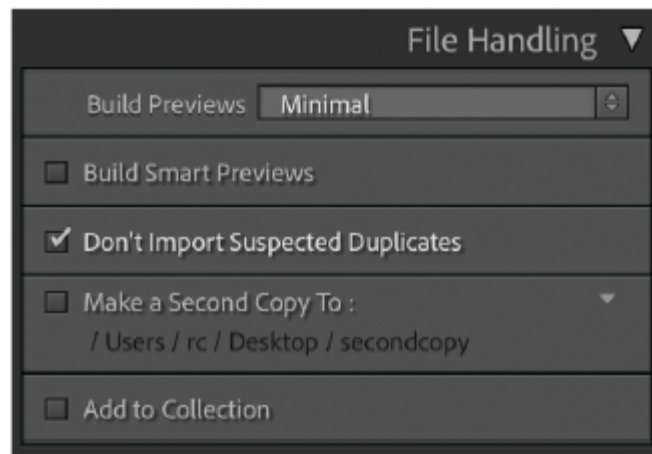 File Handling
Build Previews Minimal
Build Smart Previews
Don't Import Suspected Duplicates
Make a Second Copy To :
/ Users / rc / Desktop / secondcopy
Add to Collection